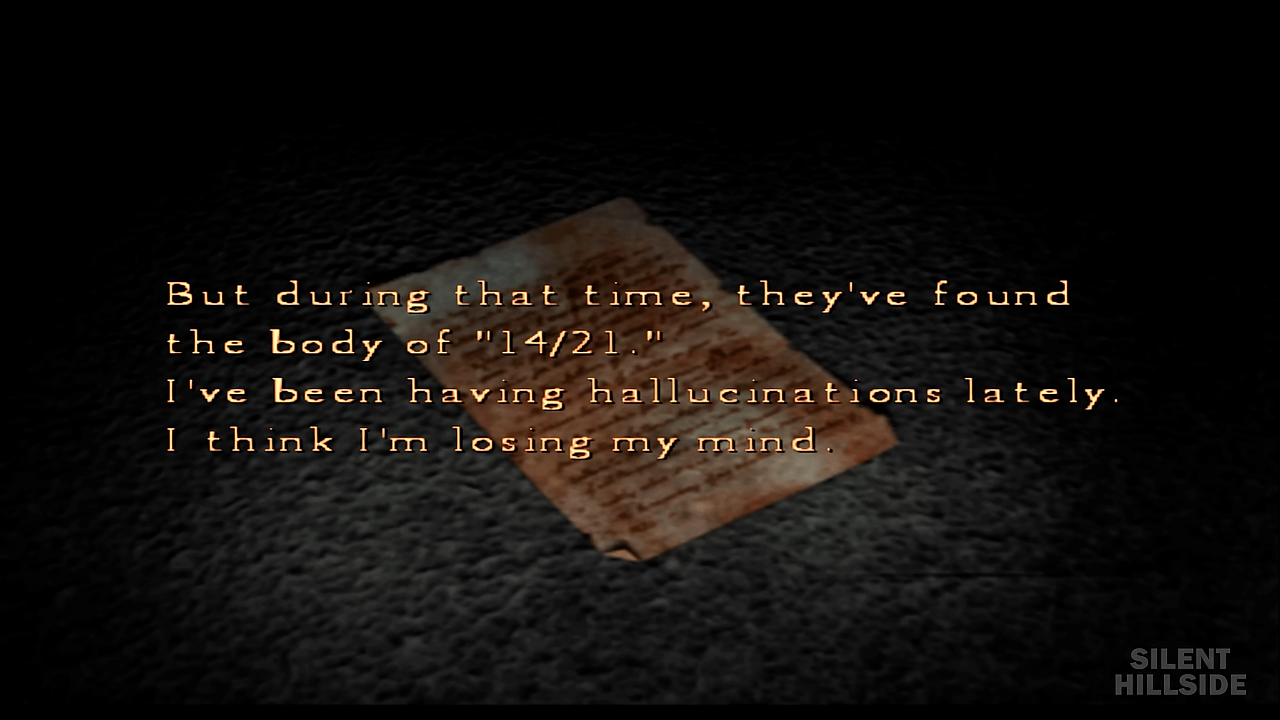 But during that time, they've found
the body of "14/21."
I've been having hallucinations lately.
I think I'm losing my mind.
SILENT
HILLSIDE